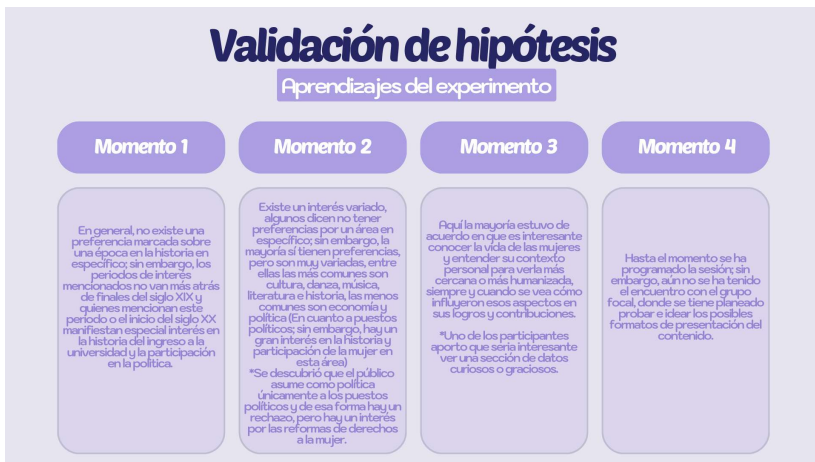 Validación de hipótesis
Aprendizajes del experimento
Momento 1
En general, no existe una
preferencia marcada sobre
una época en la historia en
específico; sin embargo, los
periodos de interés
mencionados no van más atrás
de finales del siglo XIX y
quienes mencionan este
periodo o el inicio del siglo XX
manifiestan especial interés en
la historia del ingreso a la
universidad y la participación
en la política.
Momento 2
Existe un interés variado,
algunos dicen no tener
preferencias por un área en
específico; sin embargo, la
mayoría sí tienen preferencias,
pero son muy variadas, entre
ellas las más comunes son
cultura, danza, música,
literatura e historia, las menos
comunes son economía y
política (En cuanto a puestos
políticos; sin embargo, hay un
gran interés en la historia y
participación de la mujer en
esta área)
*Se descubrió que el público
asume como política
únicamente a los puestos
políticos y de esa forma hay un
rechazo, pero hay un interés
por las reformas de derechos
a la mujer.
Momento 3
Aquí la mayoría estuvo de
acuerdo en que es interesante
conocer la vida de las mujeres
y entender su contexto
personal para verla más
cercana o más humanizada,
siempre y cuando se vea cómo
influyeron esos aspectos en
sus logros y contribuciones.
*Uno de los participantes
aporto que sería interesante
ver una sección de datos
curiosos o graciosos.
Momento 4
Hasta el momento se ha
programado la sesión; sin
embargo, aún no se ha tenido
el encuentro con el grupo
focal, donde se tiene planeado
probar e idear los posibles
formatos de presentación del
contenido.